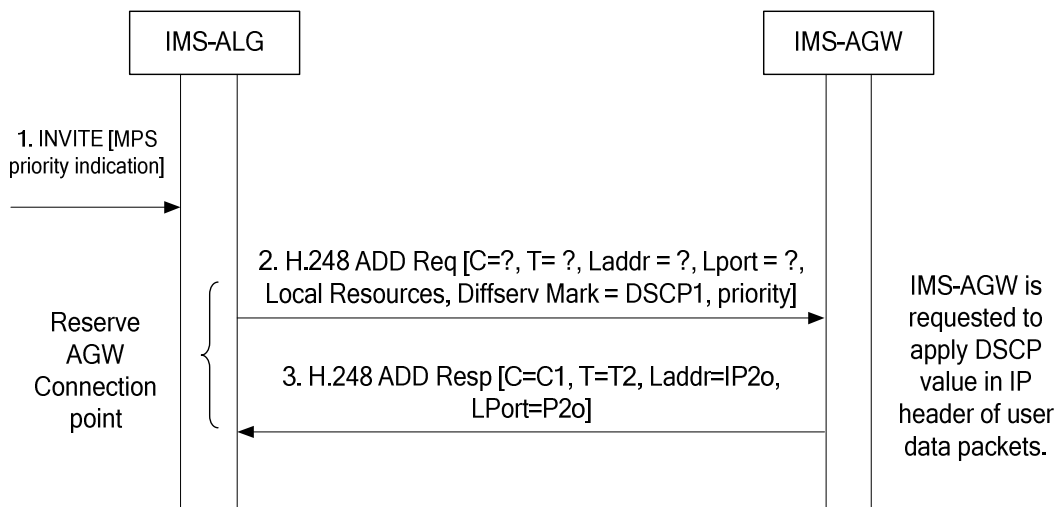 IMS-ALG
IMS-AGW
1. INVITE [MPS
priority indication]
2. H.248 ADD Req [C=?, T= ?, Laddr = ?, Lport = ?,
Local Resources, Diffserv Mark = DSCP1, priority]
Reserve
AGW
Connection
point
3. H.248 ADD Resp [C=C1, T=T2, Laddr=IP2o,
LPort=P2o]
IMS-AGW is
requested to
apply DSCP
value in IP
header of user
data packets.